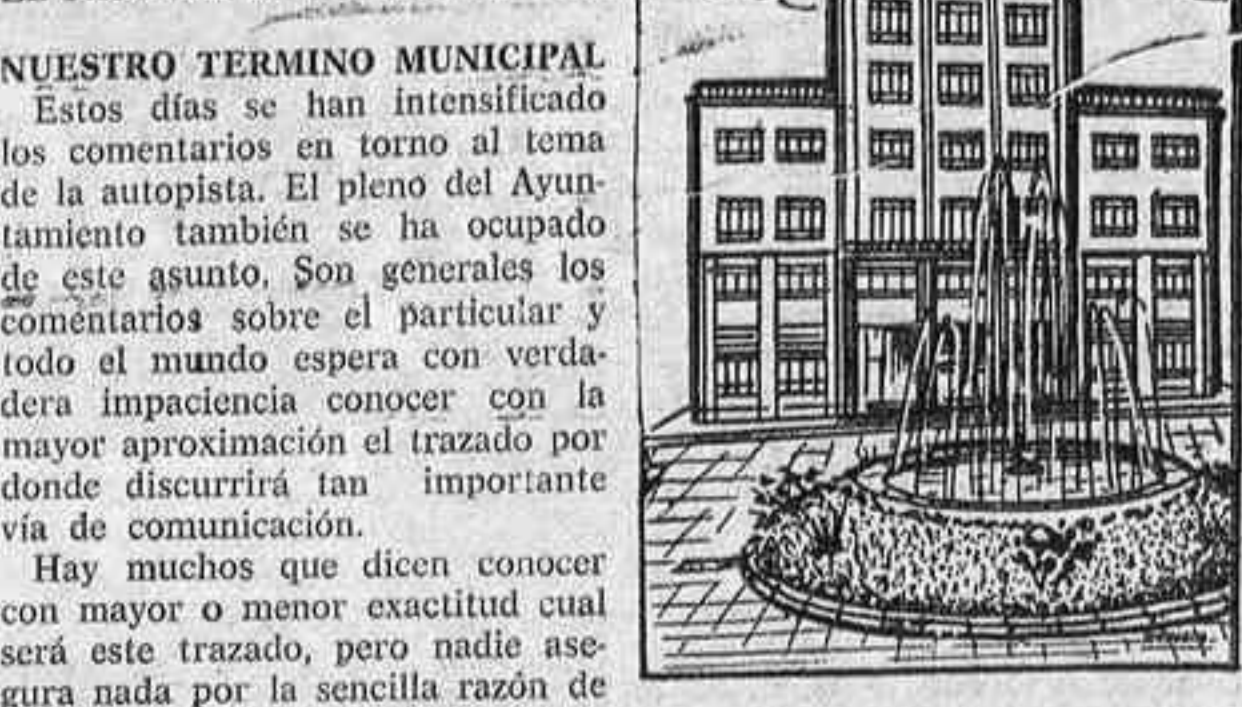 NUESTRO TERMINO MUNICIPAL
Estos días se han intensificado
los comentarios en torno al tema
de la autopista. El pleno del Ayun-
tamiento también se ha ocupado
de este asunto. Son generales los
comentarios sobre el particular y
todo el mundo espera con verda-
dera impaciencia conocer con la
mayor aproximación el trazado por
donde discurrirá tan importante
vía de comunicación.
Hay muchos que dicen conocer
con mayor o menor exactitud cual
será este trazado, pero nadie ase-
gura nada por la sencilla razón de